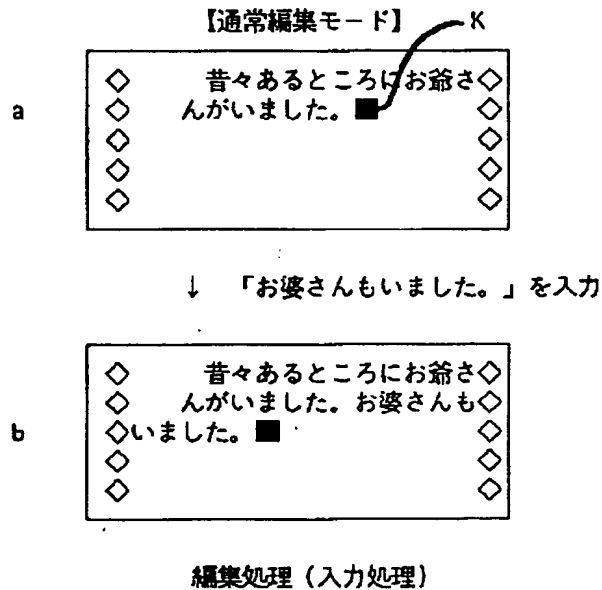 【通常編集モード】 K
a
◇ 昔々あるところにお爺さ◇
◇ んがいました。■ ◇
◇ ◇
◇ ◇
◇ ◇
↓ 「お婆さんもいました。」を入力
b
◇ 昔々あるところにお爺さ◇
◇ んがいました。お婆さんも◇
◇いました。■ ◇
◇ ◇
◇ ◇
編集処理（入力処理）